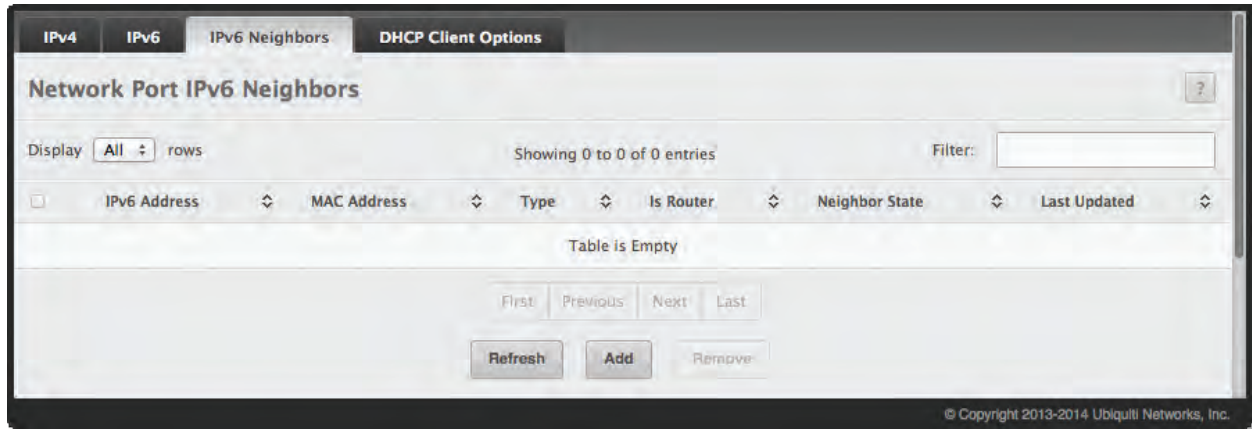 IPv4 IPv6 IPv6 Neighbors DHCP Client Options
Network Port IPv6 Neighbors ?
Display All rows Showing 0 to 0 of 0 entries Filter:
IPv6 Address MAC Address Type Is Router Neighbor State Last Updated
Table is Empty
First Previous Next Last
Refresh Add Remove
© Copyright 2013-2014 Ubiquiti Networks, Inc.